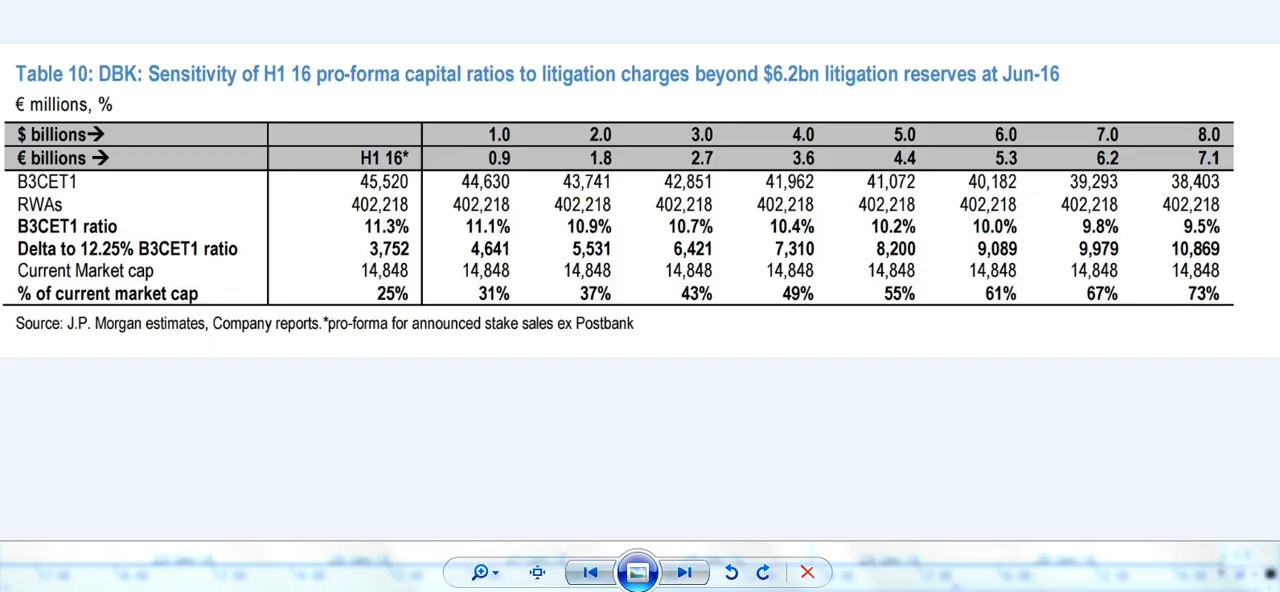 Table 10: DBK: Sensitivity of H1 16 pro-forma capital ratios to litigation charges beyond $6.2bn litigation reserves at Jun-16
€ millions, %
$ billions→ 1.0 2.0 3.0 4.0 5.0 6.0 7.0 8.0
€ billions → H1 16* 0.9 1.8 2.7 3.6 4.4 5.3 6.2 7.1
B3CET1 45,520 44,630 43,741 42,851 41,962 41,072 40,182 39,293 38,403
RWAs 402,218 402,218 402,218 402,218 402,218 402,218 402,218 402,218 402,218
B3CET1 ratio 11.3% 11.1% 10.9% 10.7% 10.4% 10.2% 10.0% 9.8% 9.5%
Delta to 12.25% B3CET1 ratio 3,752 4,641 5,531 6,421 7,310 8,200 9,089 9,979 10,869
Current Market cap 14,848 14,848 14,848 14,848 14,848 14,848 14,848 14,848 14,848
% of current market cap 25% 31% 37% 43% 49% 55% 61% 67% 73%
Source: J.P. Morgan estimates, Company reports.*pro-forma for announced stake sales ex Postbank